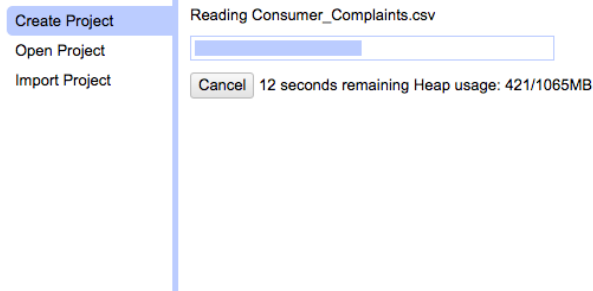 Create Project
Open Project
Import Project
Reading Consumer_Complaints.csv
Cancel 12 seconds remaining Heap usage: 421/1065MB